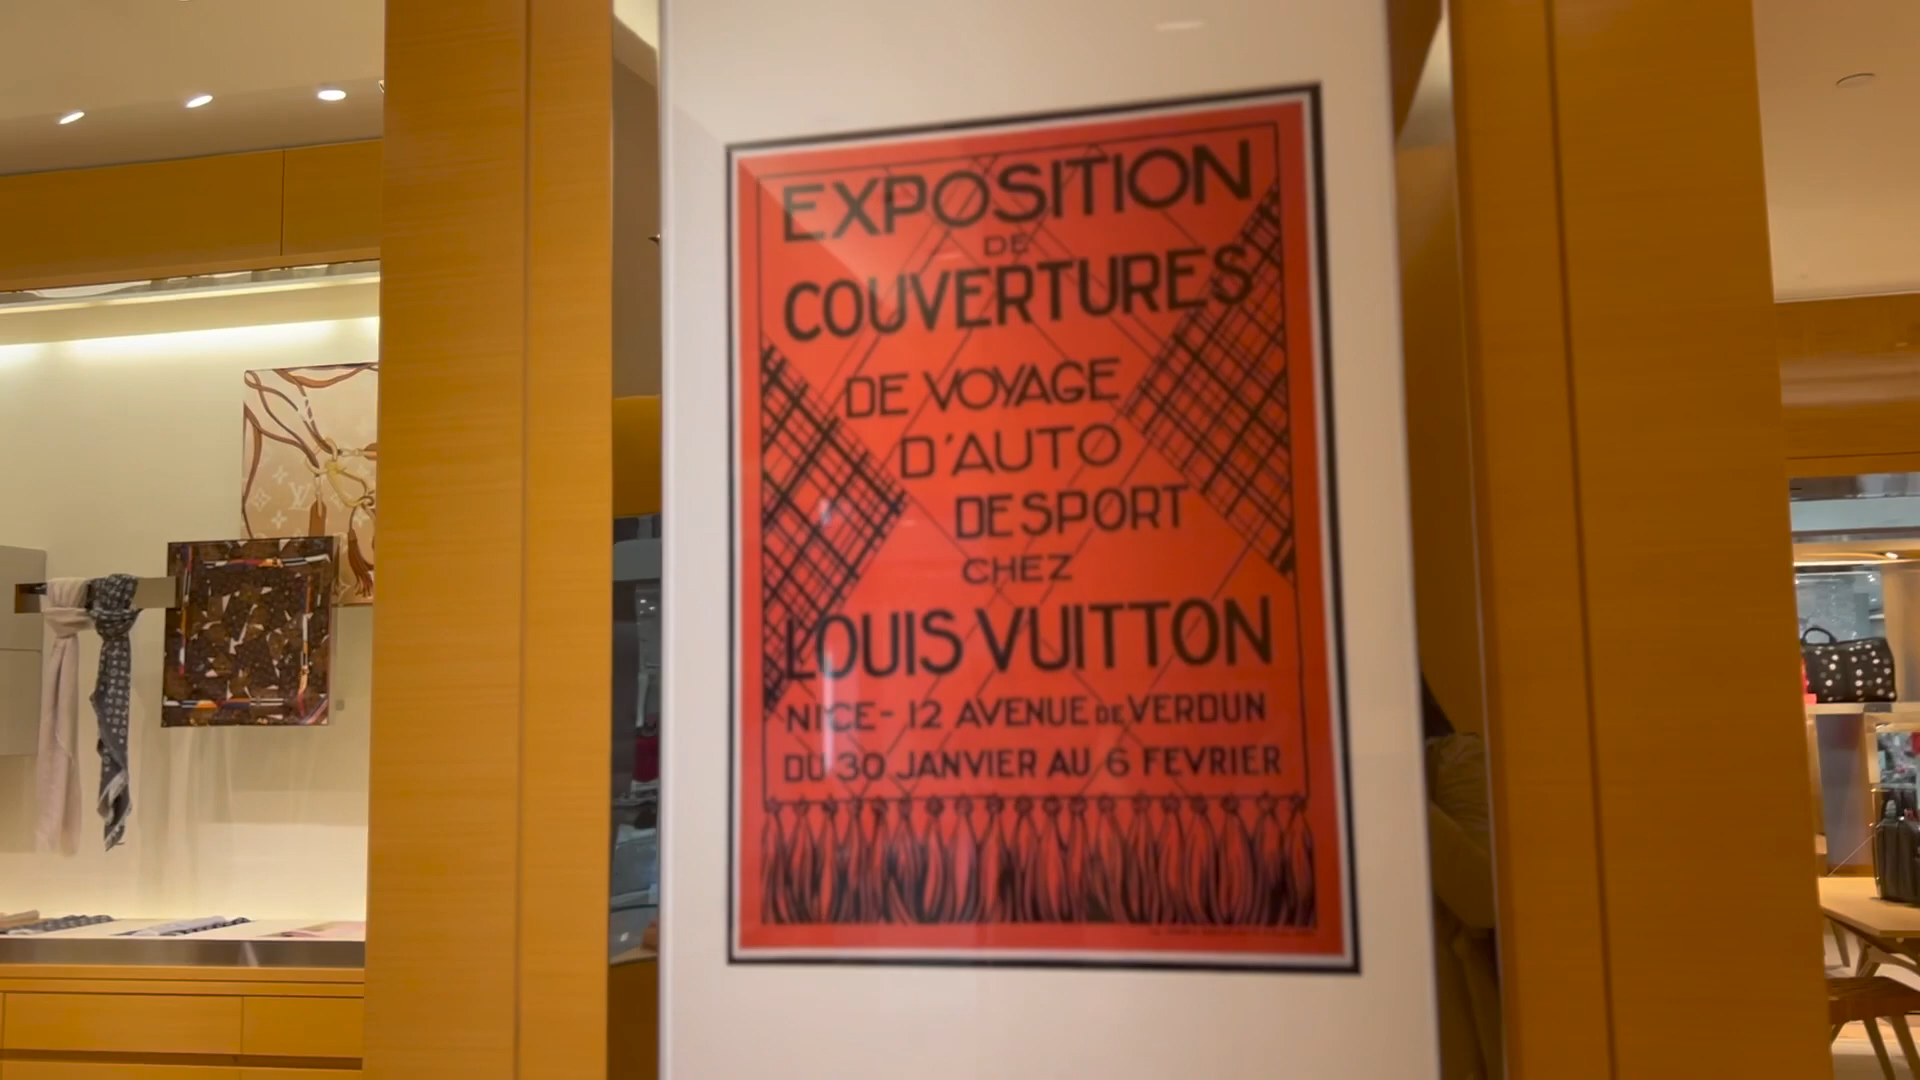 EXPOSITION
DE
COUVERTURES
DE VOYAGE
D'AUTO
DE SPORT
CHEZ
LOUIS VUITTON
NICE - 12 AVENUE DE VERDUN
DU 30 JANVIER AU 6 FEVRIER